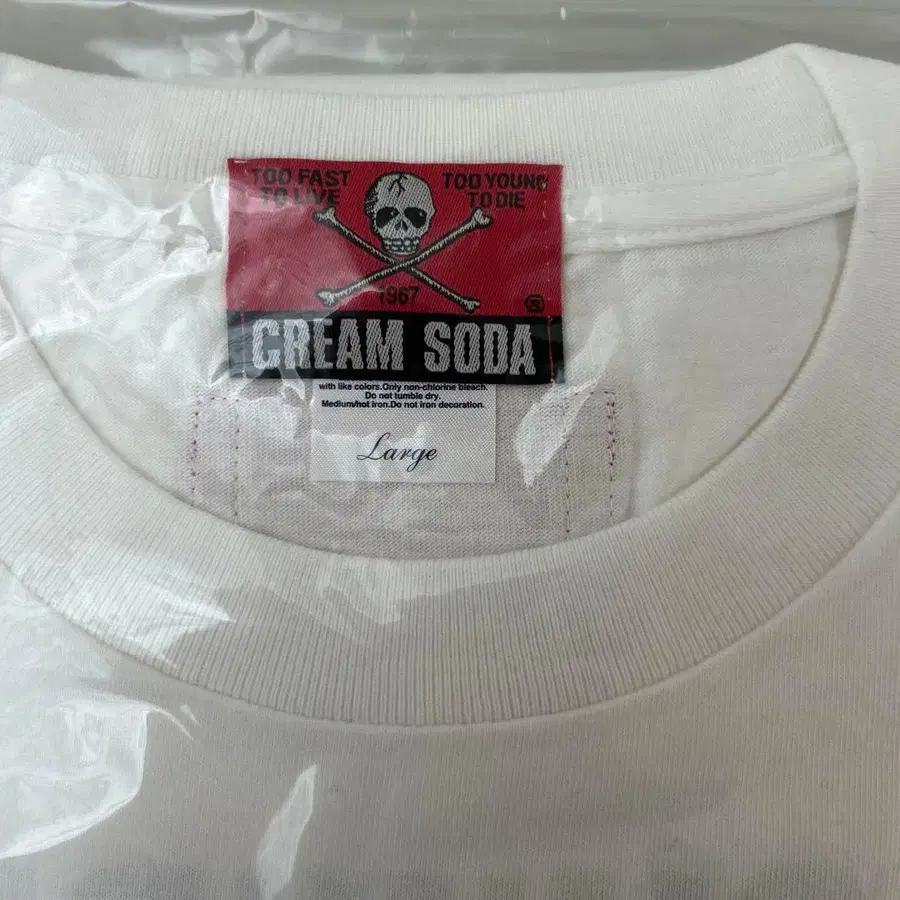 TOO FAST TOO YOUNG
TO LIVE TO DIE
1967
CREAM SODA
with like colors.Only non-chlorine bleach.
Do not tumble dry.
Medium/hot iron.Do not iron decoration.
Large